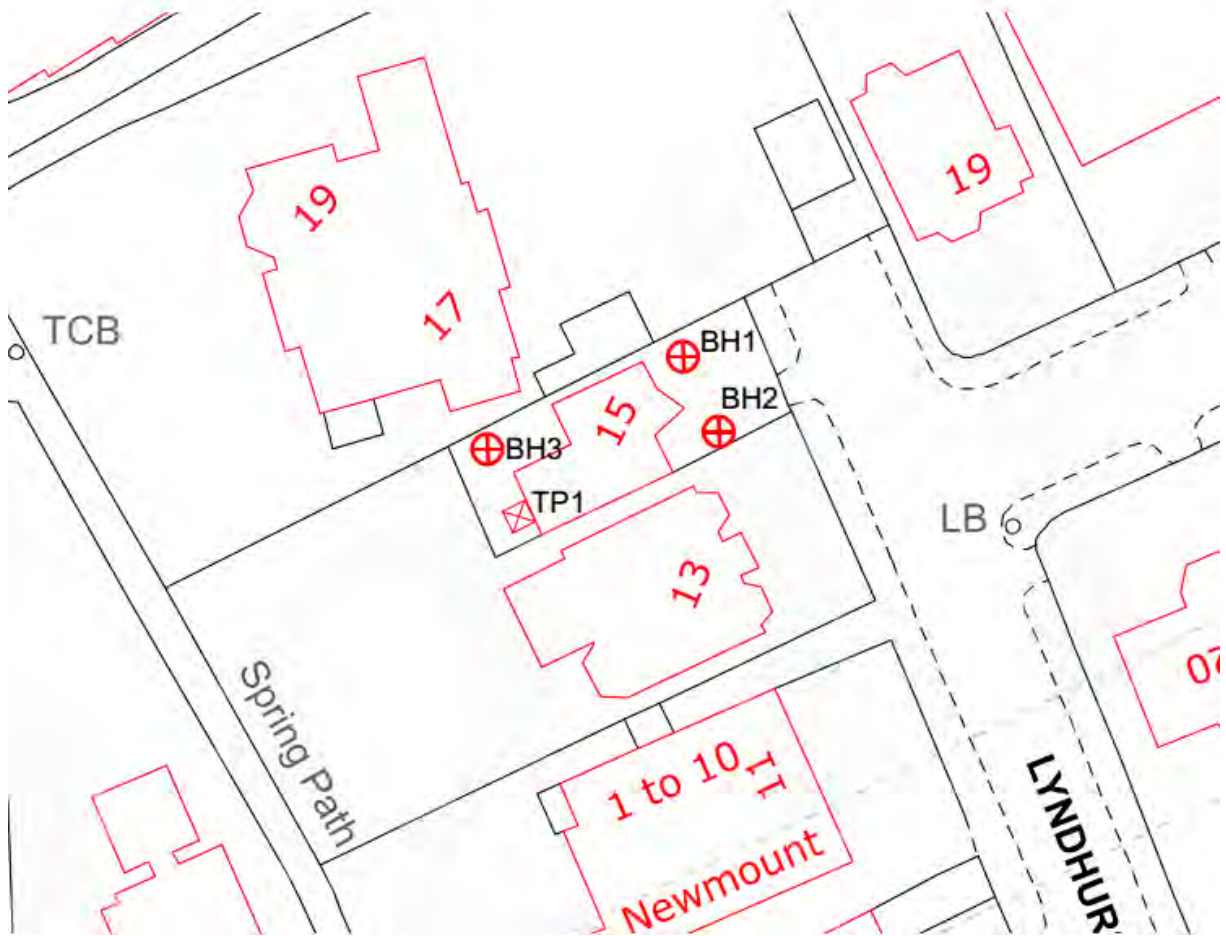 19
19
17
TCB
BH1
BH2
15
BH3
TP1
LB
13
20
Spring Path
1 to 10
11
Newmount
LYNDHUR